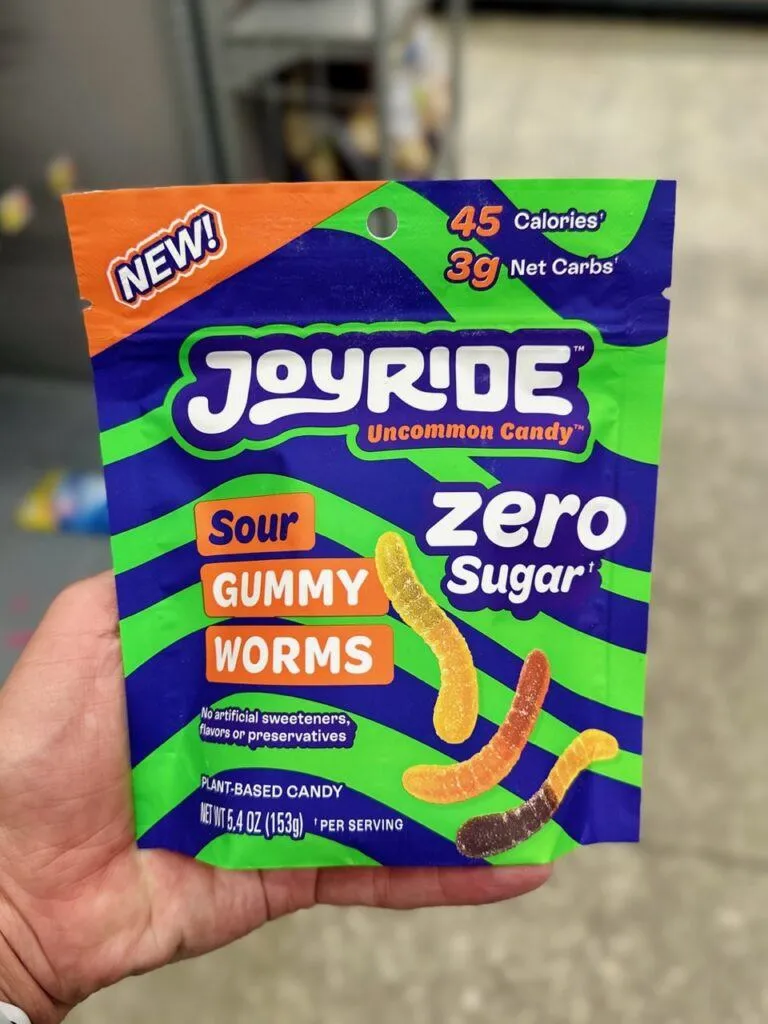 NEW!
45 Calories†
3g Net Carbs†
JOYRIDE™
Uncommon Candy™
Sour
GUMMY
WORMS
zero
Sugar†
No artificial sweeteners,
flavors or preservatives
PLANT-BASED CANDY
NET WT 5.4 OZ (153g) †PER SERVING